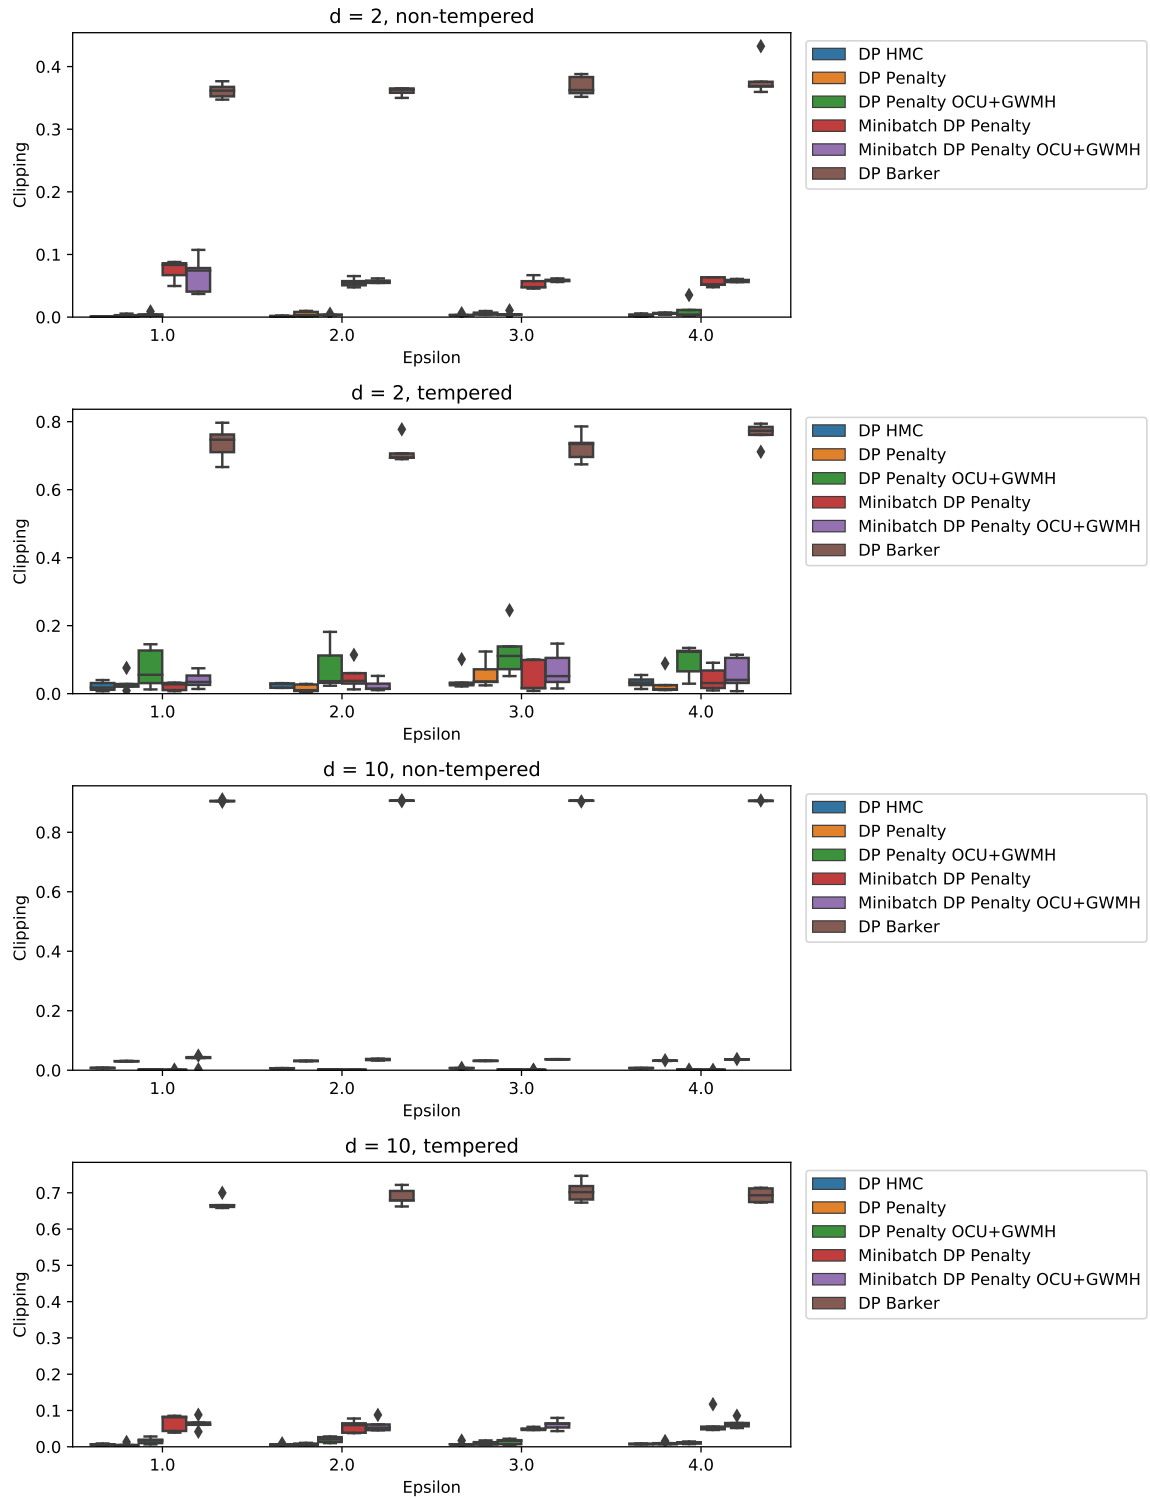 d = 2, non-tempered
Clipping
0.4
0.3
0.2
0.1
0.0
1.0 2.0 3.0 4.0
Epsilon
DP HMC
DP Penalty
DP Penalty OCU+GWMH
Minibatch DP Penalty
Minibatch DP Penalty OCU+GWMH
DP Barker
d = 2, tempered
Clipping
0.8
0.6
0.4
0.2
0.0
1.0 2.0 3.0 4.0
Epsilon
DP HMC
DP Penalty
DP Penalty OCU+GWMH
Minibatch DP Penalty
Minibatch DP Penalty OCU+GWMH
DP Barker
d = 10, non-tempered
Clipping
0.8
0.6
0.4
0.2
0.0
1.0 2.0 3.0 4.0
Epsilon
DP HMC
DP Penalty
DP Penalty OCU+GWMH
Minibatch DP Penalty
Minibatch DP Penalty OCU+GWMH
DP Barker
d = 10, tempered
Clipping
0.7
0.6
0.5
0.4
0.3
0.2
0.1
0.0
1.0 2.0 3.0 4.0
Epsilon
DP HMC
DP Penalty
DP Penalty OCU+GWMH
Minibatch DP Penalty
Minibatch DP Penalty OCU+GWMH
DP Barker